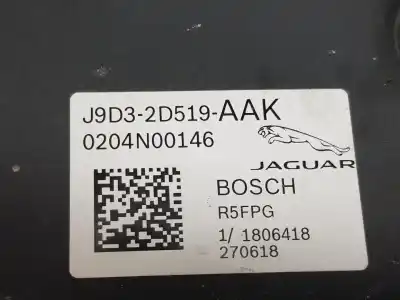 J9D3-2D519-AAK
0204N00146
JAGUAR
BOSCH
R5FPG
1/ 1806418
270618